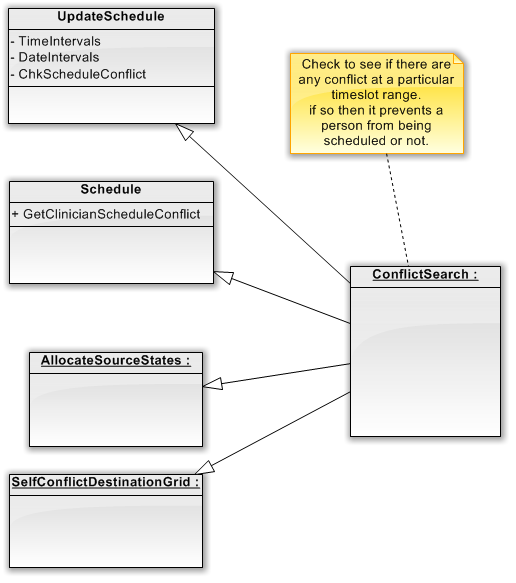 UpdateSchedule
- TimeIntervals
- DateIntervals
- ChkScheduleConflict
Check to see if there are
any conflict at a particular
timeslot range.
if so then it prevents a
person from being
scheduled or not.
Schedule
+ GetClinicianScheduleConflict
ConflictSearch :
AllocateSourceStates :
SelfConflictDestinationGrid :